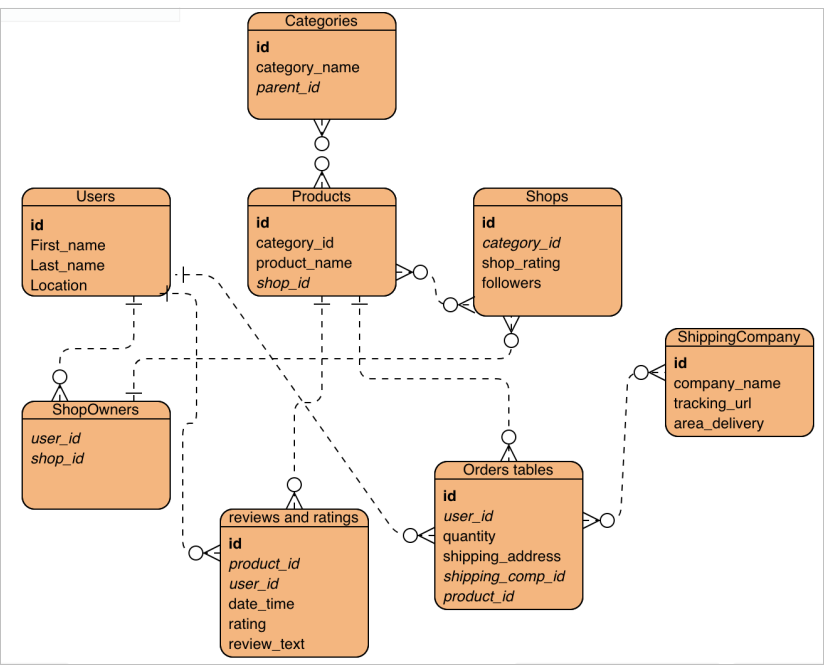 Categories
id
category_name
parent_id
Users
id
First_name
Last_name
Location
Products
id
category_id
product_name
shop_id
Shops
id
category_id
shop_rating
followers
ShippingCompany
id
company_name
tracking_url
area_delivery
ShopOwners
user_id
shop_id
Orders tables
id
user_id
quantity
shipping_address
shipping_comp_id
product_id
reviews and ratings
id
product_id
user_id
date_time
rating
review_text